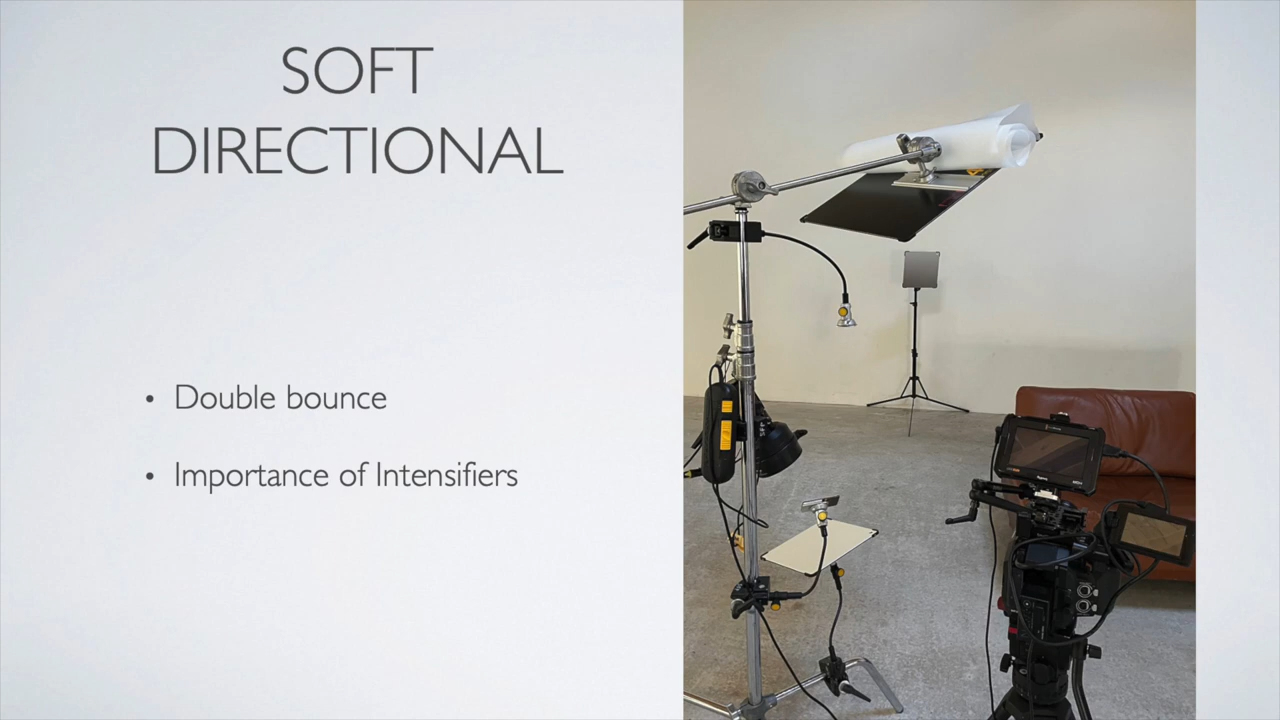 SOFT
DIRECTIONAL
• Double bounce
• Importance of Intensifiers